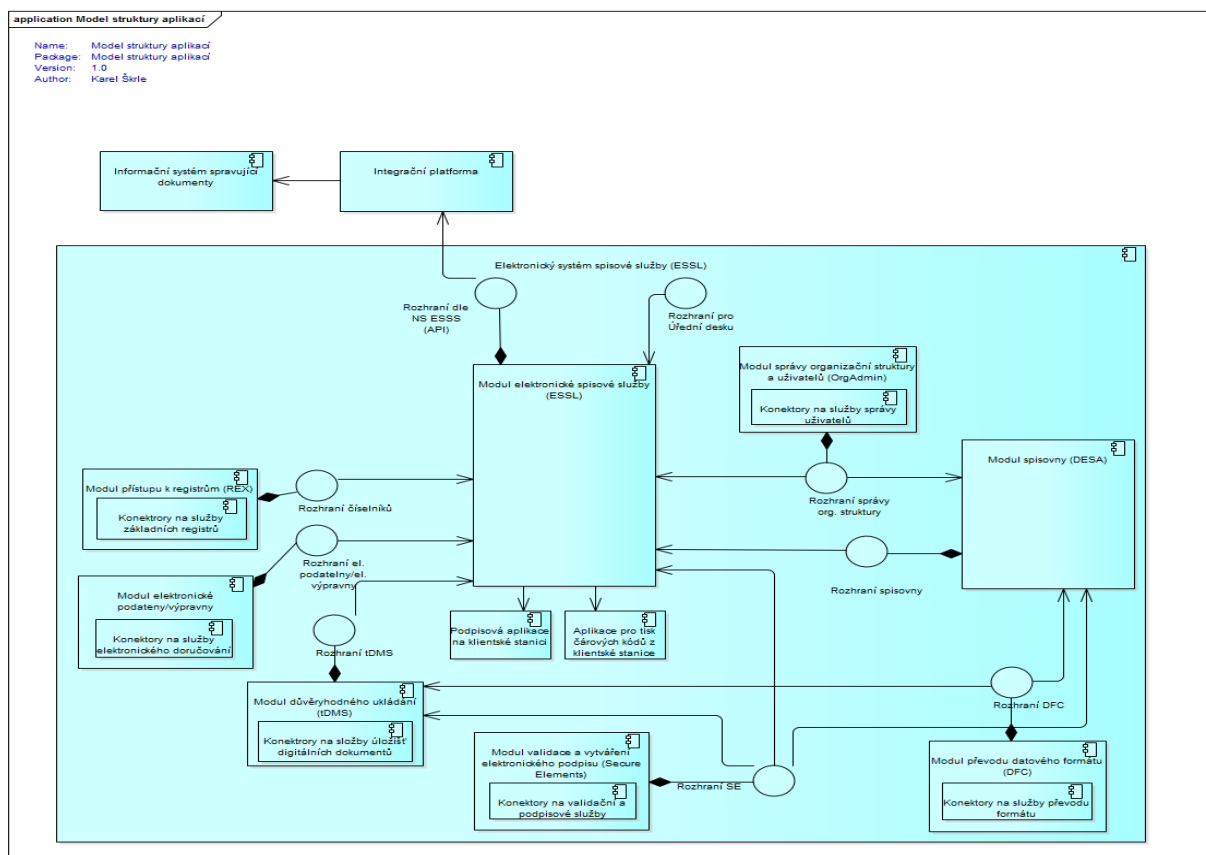 application Model struktury aplikací
Name: Model struktury aplikací
Package: Model struktury aplikací
Version: 1.0
Author: Karel Škrle
Informační systém spravující
dokumenty
Integrační platforma
Elektronický systém spisové služby (ESSL)
Rozhraní dle
NS ESSS
(API)
Rozhraní pro
Úřední desku
Modul elektronické spisové služby
(ESSL)
Modul správy organizační struktury
a uživatelů (OrgAdmin)
Konektory na služby správy
uživatelů
Modul spisovny (DESA)
Modul přístupu k registrům (REX)
Konektrory na služby
základních registrů
Rozhraní číselníků
Rozhraní správy
org. struktury
Rozhraní el.
podatelny/el.
výpravny
Rozhraní spisovny
Modul elektronické
podateny/výpravny
Konektory na služby
elektronického doručování
Podpisová aplikace
na klientské stanici
Aplikace pro tisk
čárových kódů z
klientské stanice
Rozhraní tDMS
Modul důvěryhodného ukládání
(tDMS)
Konektrory na složby úložišť
digitálních dokumentů
Rozhraní DFC
Modul validace a vytváření
elektronického podpisu (Secure
Elements)
Konektory na validační a
podpisové služby
Rozhraní SE
Modul převodu datového formátu
(DFC)
Konektory na služby převodu
formátu